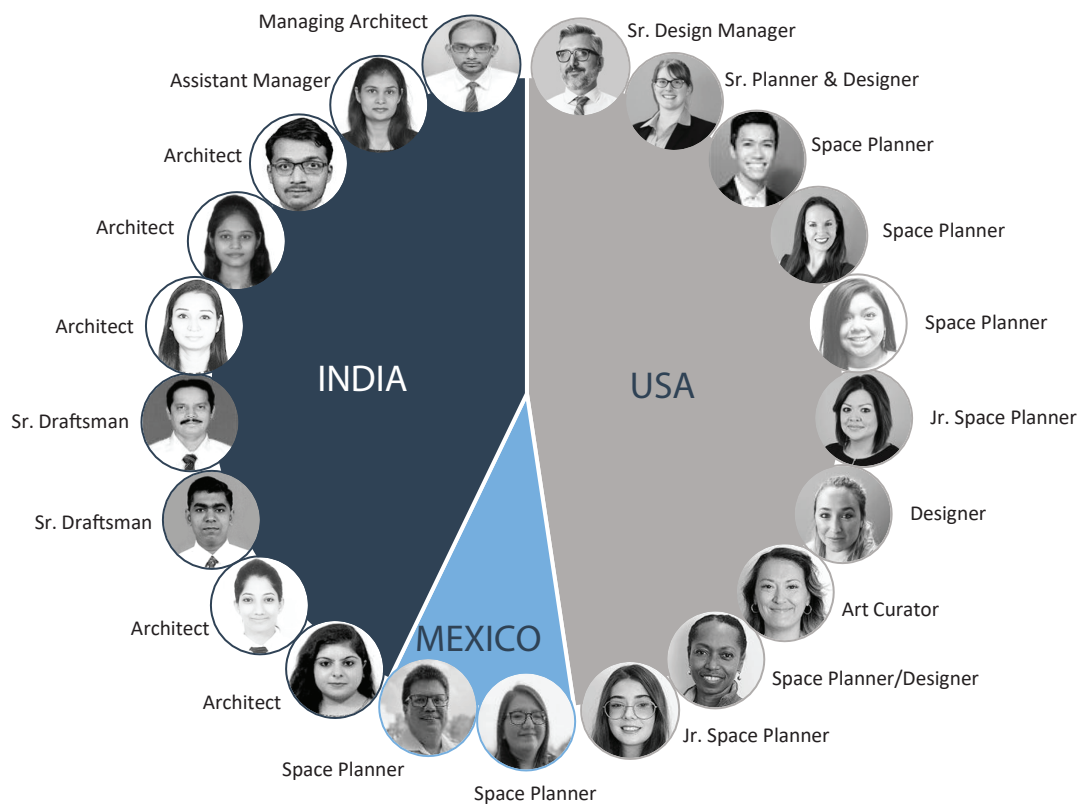 Managing Architect
Sr. Design Manager
Assistant Manager
Sr. Planner & Designer
Architect
Space Planner
Architect
Space Planner
Architect
Space Planner
INDIA
USA
Sr. Draftsman
Jr. Space Planner
Sr. Draftsman
Designer
Architect
Art Curator
MEXICO
Architect
Space Planner/Designer
Space Planner
Jr. Space Planner
Space Planner